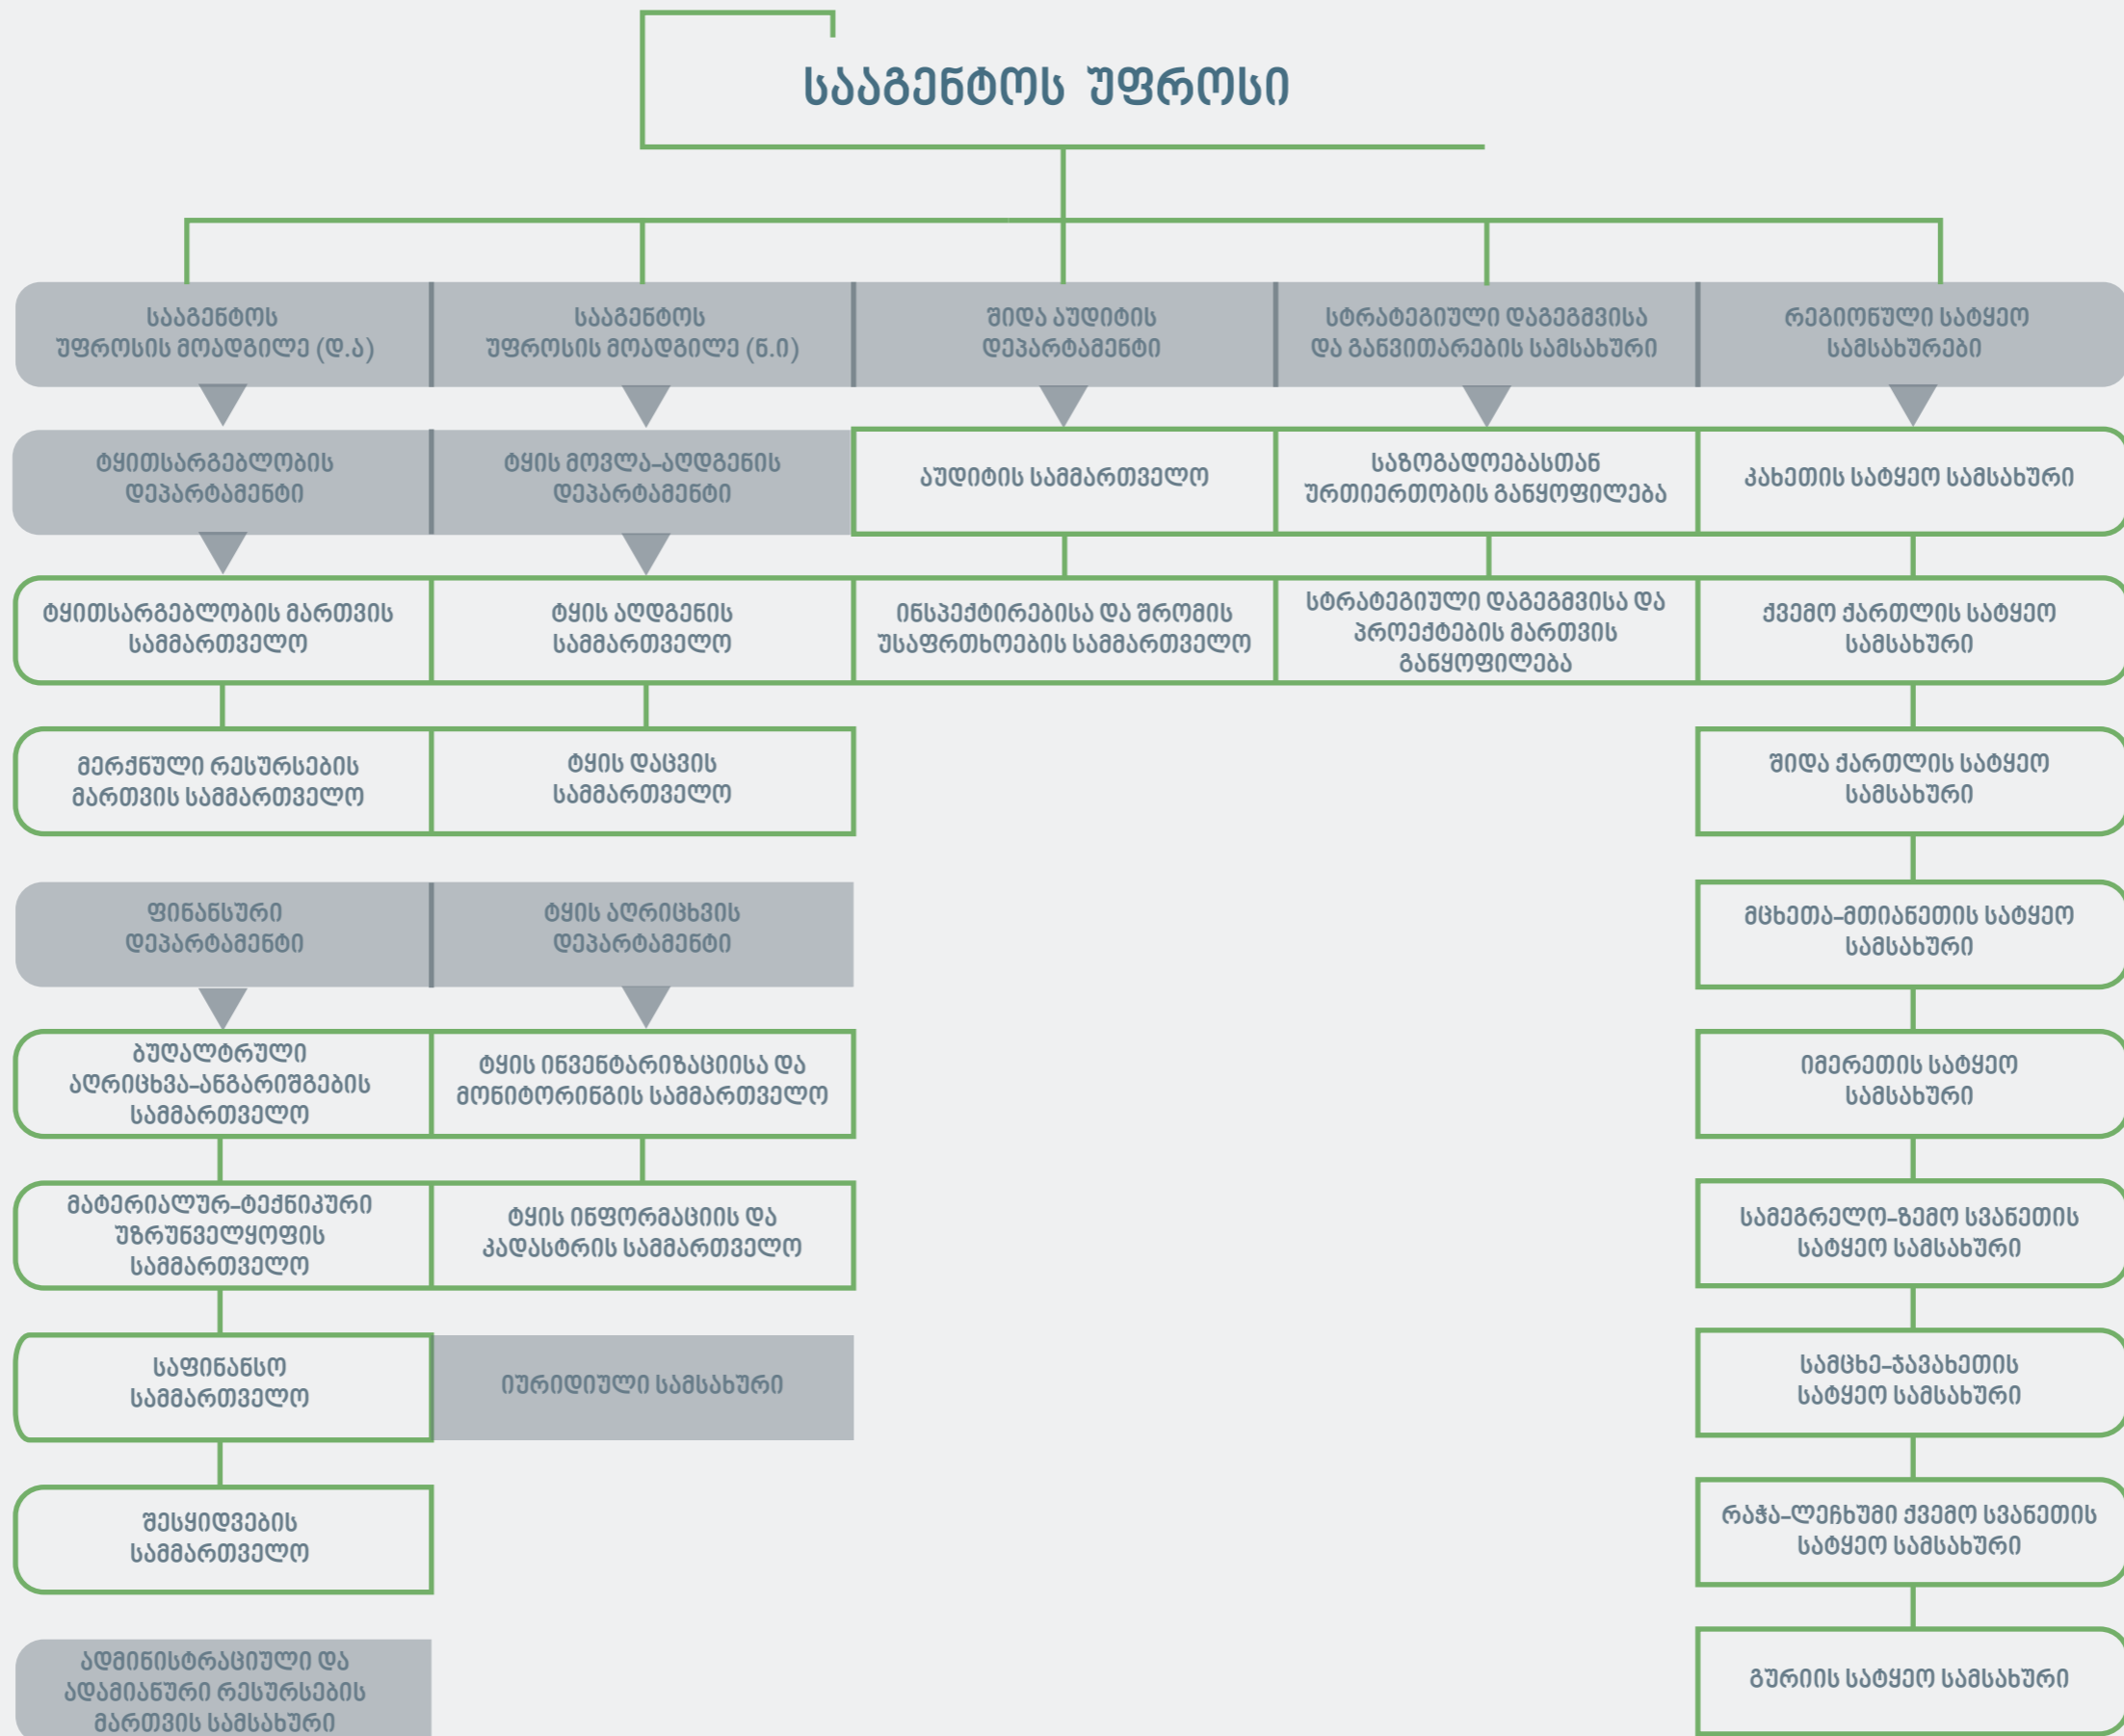 სააგენტოს უფროსი
სააგენტოს
უფროსის მოადგილე (დ.ა)
სააგენტოს
უფროსის მოადგილე (ნ.ი)
შიდა აუდიტის
დეპარტამენტი
სტრატეგიული დაგეგმვისა
და განვითარების სამსახური
რეგიონული სატყეო
სამსახურები
ტყითსარგებლობის
დეპარტამენტი
ტყის მოვლა-აღდგენის
დეპარტამენტი
აუდიტის სამმართველო
საზოგადოებასთან
ურთიერთობის განყოფილება
კახეთის სატყეო სამსახური
ტყითსარგებლობის მართვის
სამმართველო
ტყის აღდგენის
სამმართველო
ინსპექტირებისა და შრომის
უსაფრთხოების სამმართველო
სტრატეგიული დაგეგმვისა და
პროექტების მართვის
განყოფილება
ქვემო ქართლის სატყეო
სამსახური
მერქნული რესურსების
მართვის სამმართველო
ტყის დაცვის
სამმართველო
შიდა ქართლის სატყეო
სამსახური
ფინანსური
დეპარტამენტი
ტყის აღრიცხვის
დეპარტამენტი
მცხეთა-მთიანეთის სატყეო
სამსახური
ბუღალტრული
აღრიცხვა-ანგარიშგების
სამმართველო
ტყის ინვენტარიზაციისა და
მონიტორინგის სამმართველო
იმერეთის სატყეო
სამსახური
მატერიალურ-ტექნიკური
უზრუნველყოფის
სამმართველო
ტყის ინფორმაციის და
კადასტრის სამმართველო
სამეგრელო-ზემო სვანეთის
სატყეო სამსახური
საფინანსო
სამმართველო
იურიდიული სამსახური
სამცხე-ჯავახეთის
სატყეო სამსახური
შესყიდვების
სამმართველო
რაჭა-ლეჩხუმი ქვემო სვანეთის
სატყეო სამსახური
ადმინისტრაციული და
ადამიანური რესურსების
მართვის სამსახური
გურიის სატყეო სამსახური